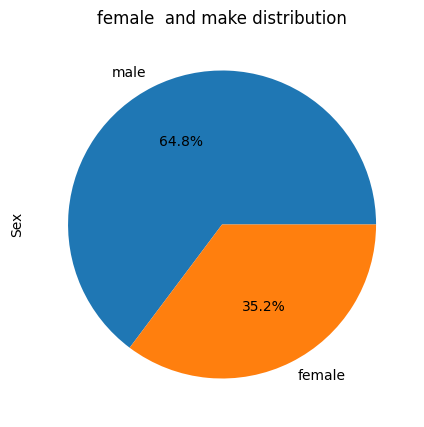 female  and make distribution
male
64.8%
Sex
35.2%
female